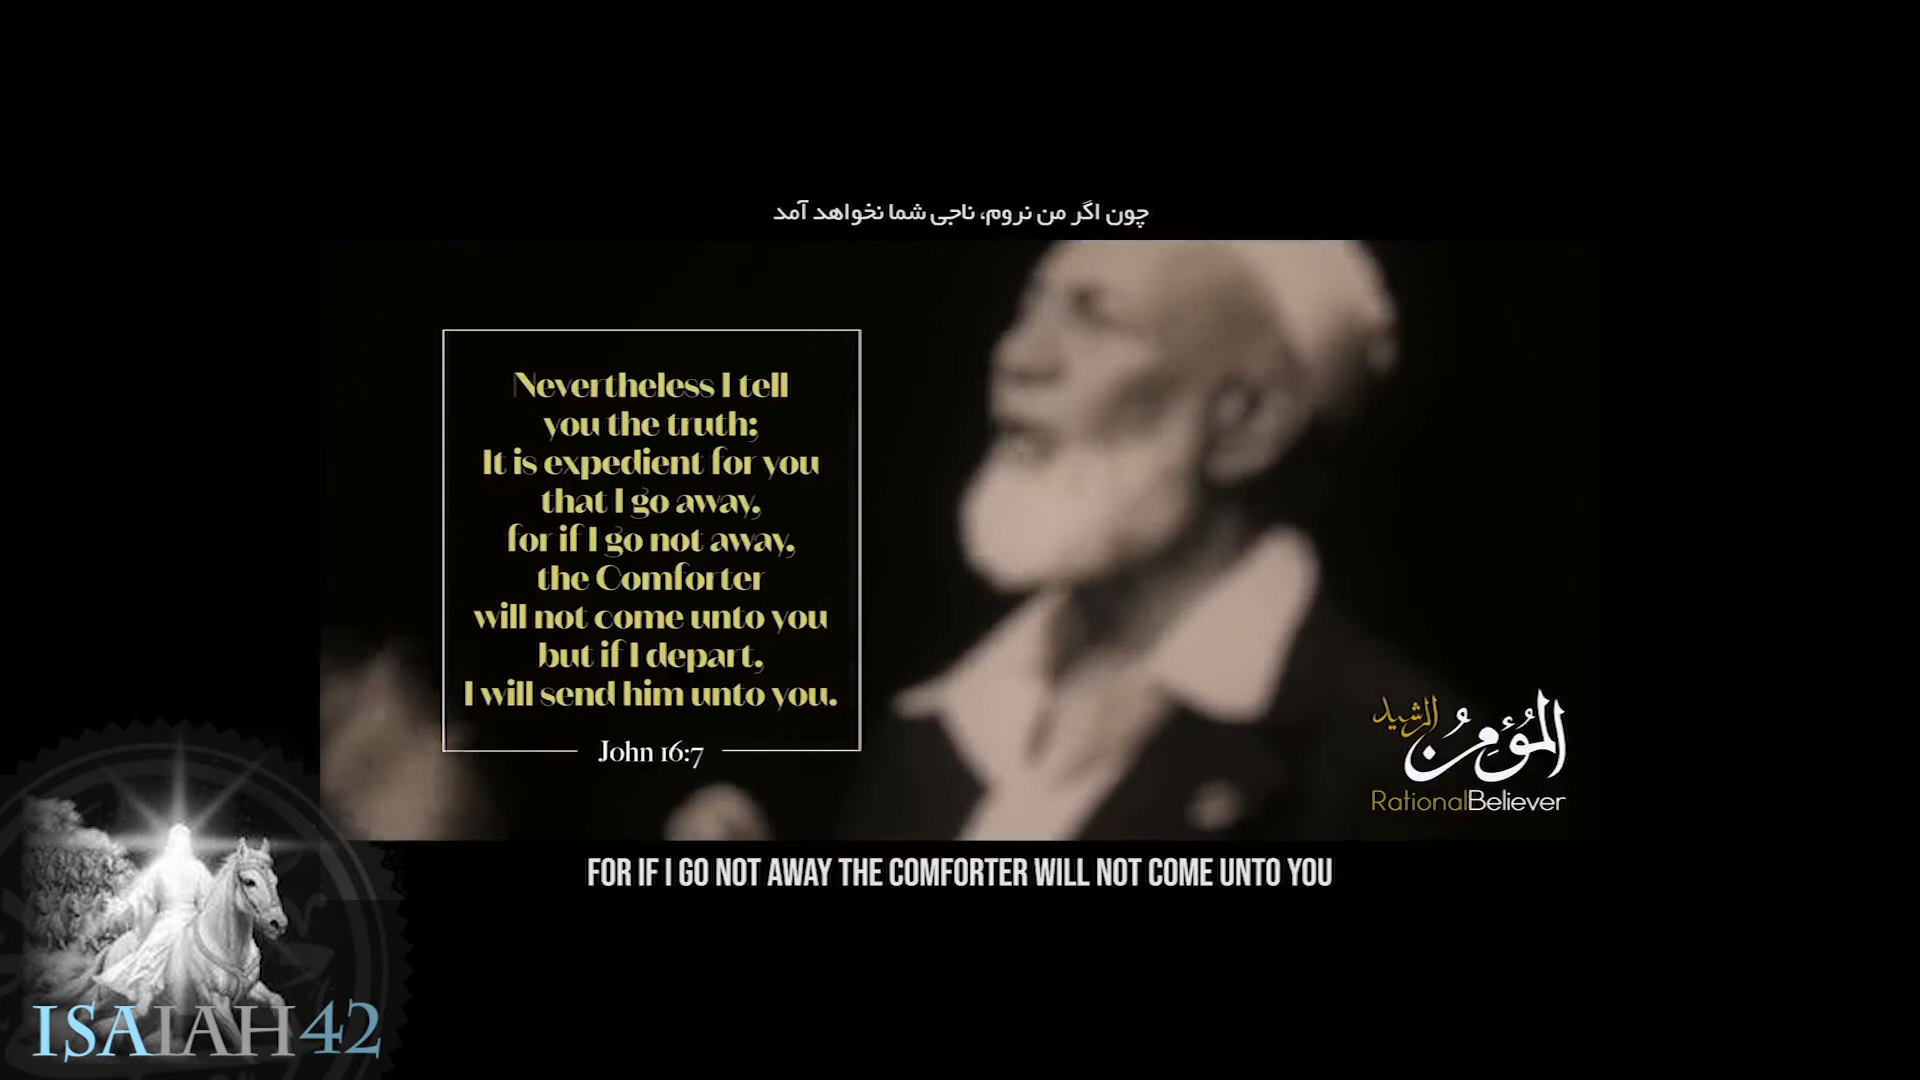 چون اگر من نروم، ناجی شما نخواهد آمد
Nevertheless I tell
you the truth;
It is expedient for you
that I go away,
for if I go not away,
the Comforter
will not come unto you
but if I depart,
I will send him unto you.
John 16:7
المؤمن الرشيد
RationalBeliever
FOR IF I GO NOT AWAY THE COMFORTER WILL NOT COME UNTO YOU
ISAIAH 42